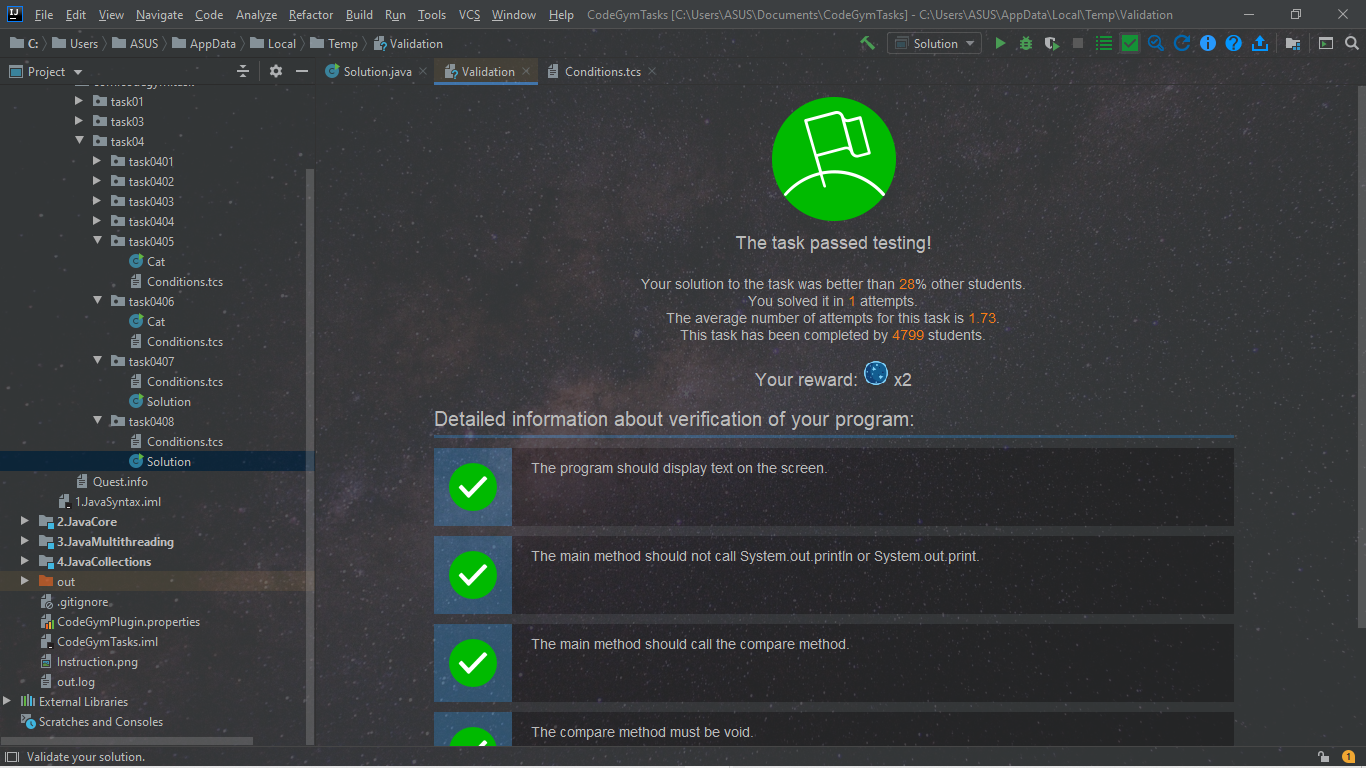 File Edit View Navigate Code Analyze Refactor Build Run Tools VCS Window Help CodeGymTasks [C:\Users\ASUS\Documents\CodeGymTasks] - C:\Users\ASUS\AppData\Local\Temp\Validation
C: Users ASUS AppData Local Temp Validation Solution
Project
Solution.java Validation Conditions.tcs
task01
task03
task04
task0401
task0402
task0403
task0404
task0405
Cat
Conditions.tcs
task0406
Cat
Conditions.tcs
task0407
Conditions.tcs
Solution
task0408
Conditions.tcs
Solution
Quest.info
1.JavaSyntax.iml
2.JavaCore
3.JavaMultithreading
4.JavaCollections
out
.gitignore
CodeGymPlugin.properties
CodeGymTasks.iml
Instruction.png
out.log
External Libraries
Scratches and Consoles
The task passed testing!
Your solution to the task was better than 28% other students.
You solved it in 1 attempts.
The average number of attempts for this task is 1.73.
This task has been completed by 4799 students.
Your reward: x2
Detailed information about verification of your program:
The program should display text on the screen.
The main method should not call System.out.println or System.out.print.
The main method should call the compare method.
The compare method must be void.
Validate your solution.
1